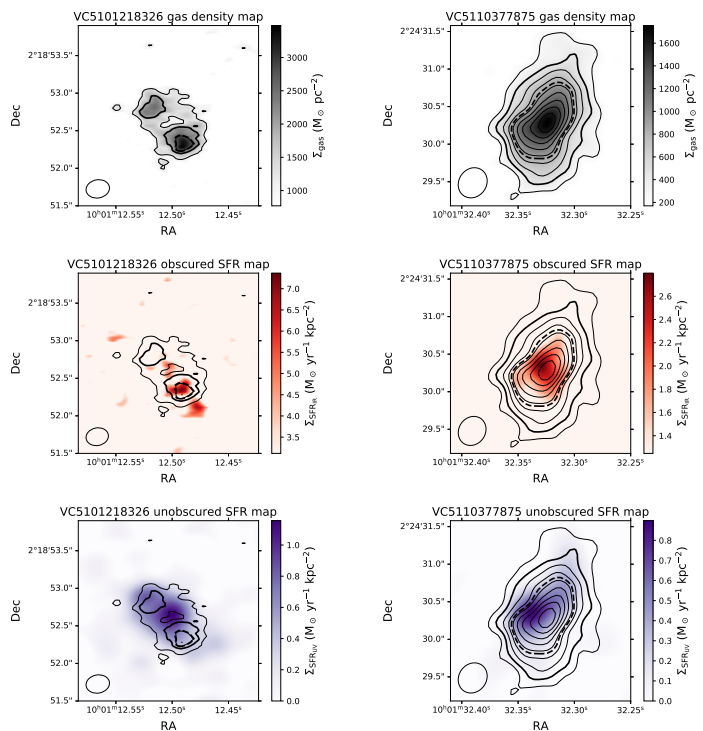 VC5101218326 gas density map
2°18'53.5"
53.0"
52.5"
52.0"
51.5"
10ʰ01ᵐ12.55ˢ
12.50ˢ
12.45ˢ
RA
Dec
3000
2500
2000
1500
1000
Σgas (M⊙ pc⁻²)
VC5110377875 gas density map
2°24'31.5"
31.0"
30.5"
30.0"
29.5"
10ʰ01ᵐ32.40ˢ
32.35ˢ
32.30ˢ
32.25ˢ
RA
Dec
1600
1400
1200
1000
800
600
400
200
Σgas (M⊙ pc⁻²)
VC5101218326 obscured SFR map
2°18'53.5"
53.0"
52.5"
52.0"
51.5"
10ʰ01ᵐ12.55ˢ
12.50ˢ
12.45ˢ
RA
Dec
7.0
6.5
6.0
5.5
5.0
4.5
4.0
3.5
ΣSFR_IR (M⊙ yr⁻¹ kpc⁻²)
VC5110377875 obscured SFR map
2°24'31.5"
31.0"
30.5"
30.0"
29.5"
10ʰ01ᵐ32.40ˢ
32.35ˢ
32.30ˢ
32.25ˢ
RA
Dec
2.6
2.4
2.2
2.0
1.8
1.6
1.4
ΣSFR_IR (M⊙ yr⁻¹ kpc⁻²)
VC5101218326 unobscured SFR map
2°18'53.5"
53.0"
52.5"
52.0"
51.5"
10ʰ01ᵐ12.55ˢ
12.50ˢ
12.45ˢ
RA
Dec
1.0
0.8
0.6
0.4
0.2
0.0
ΣSFR_UV (M⊙ yr⁻¹ kpc⁻²)
VC5110377875 unobscured SFR map
2°24'31.5"
31.0"
30.5"
30.0"
29.5"
10ʰ01ᵐ32.40ˢ
32.35ˢ
32.30ˢ
32.25ˢ
RA
Dec
0.8
0.7
0.6
0.5
0.4
0.3
0.2
0.1
0.0
ΣSFR_UV (M⊙ yr⁻¹ kpc⁻²)